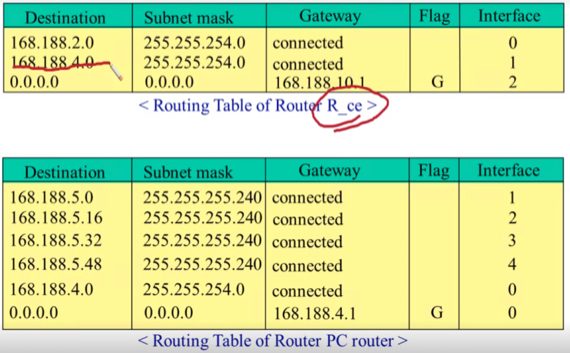 Destination Subnet mask Gateway Flag Interface
168.188.2.0 255.255.254.0 connected 0
168.188.4.0 255.255.254.0 connected 1
0.0.0.0 0.0.0.0 168.188.10.1 G 2
< Routing Table of Router R_ce >
Destination Subnet mask Gateway Flag Interface
168.188.5.0 255.255.255.240 connected 1
168.188.5.16 255.255.255.240 connected 2
168.188.5.32 255.255.255.240 connected 3
168.188.5.48 255.255.255.240 connected 4
168.188.4.0 255.255.254.0 connected 0
0.0.0.0 0.0.0.0 168.188.4.1 G 0
< Routing Table of Router PC router >